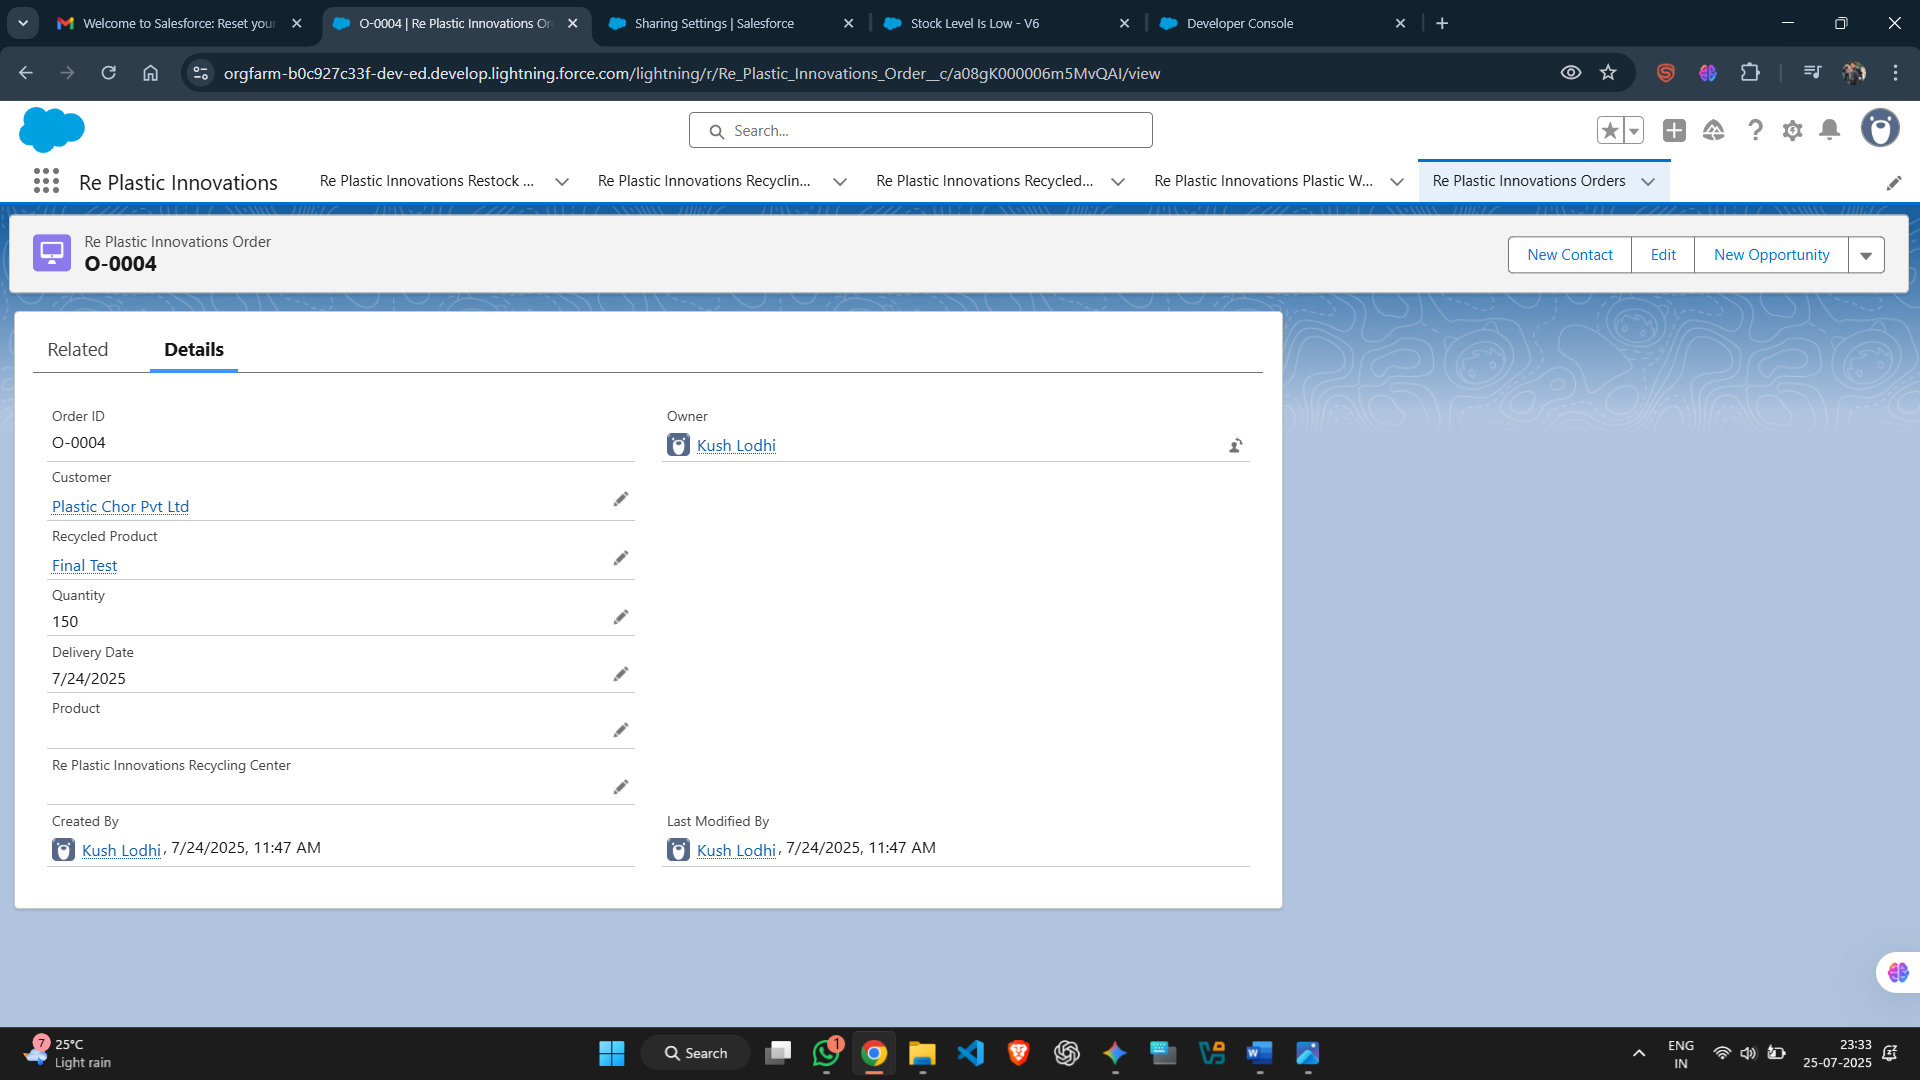 Welcome to Salesforce: Reset your
O-0004 | Re Plastic Innovations Or
Sharing Settings | Salesforce
Stock Level Is Low - V6
Developer Console
orgfarm-b0c927c33f-dev-ed.develop.lightning.force.com/lightning/r/Re_Plastic_Innovations_Order__c/a08gK000006m5MvQAI/view
Search...
Re Plastic Innovations
Re Plastic Innovations Restock ...
Re Plastic Innovations Recyclin...
Re Plastic Innovations Recycled...
Re Plastic Innovations Plastic W...
Re Plastic Innovations Orders
Re Plastic Innovations Order
O-0004
New Contact
Edit
New Opportunity
Related
Details
Order ID
O-0004
Owner
Kush Lodhi
Customer
Plastic Chor Pvt Ltd
Recycled Product
Final Test
Quantity
150
Delivery Date
7/24/2025
Product
Re Plastic Innovations Recycling Center
Created By
Kush Lodhi, 7/24/2025, 11:47 AM
Last Modified By
Kush Lodhi, 7/24/2025, 11:47 AM
7
25°C
Light rain
Search
1
ENG
IN
23:33
25-07-2025